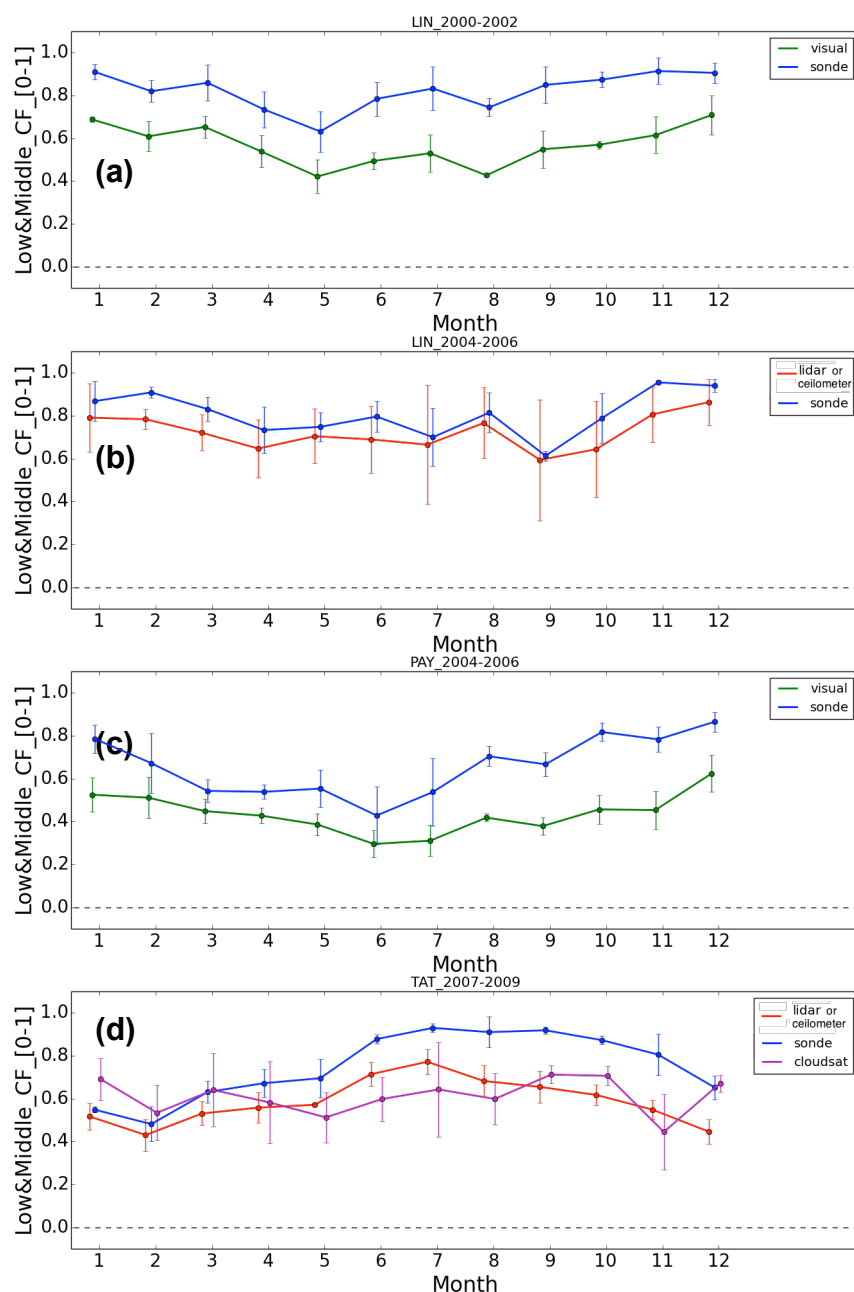 LIN_2000-2002
Low&Middle_CF_[0-1]
1.0
0.8
0.6
0.4
0.2
0.0
(a)
visual
sonde
1 2 3 4 5 6 7 8 9 10 11 12
Month
LIN_2004-2006
Low&Middle_CF_[0-1]
1.0
0.8
0.6
0.4
0.2
0.0
(b)
lidar or
ceilometer
sonde
1 2 3 4 5 6 7 8 9 10 11 12
Month
PAY_2004-2006
Low&Middle_CF_[0-1]
1.0
0.8
0.6
0.4
0.2
0.0
(c)
visual
sonde
1 2 3 4 5 6 7 8 9 10 11 12
Month
TAT_2007-2009
Low&Middle_CF_[0-1]
1.0
0.8
0.6
0.4
0.2
0.0
(d)
lidar or
ceilometer
sonde
cloudsat
1 2 3 4 5 6 7 8 9 10 11 12
Month